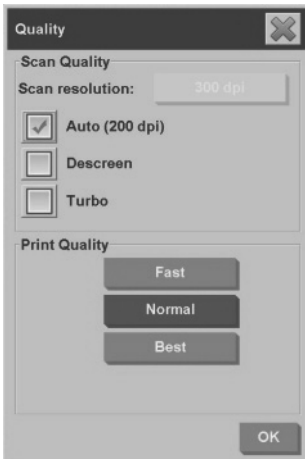 Quality
Scan Quality
Scan resolution: 300 dpi
Auto (200 dpi)
Descreen
Turbo
Print Quality
Fast
Normal
Best
OK